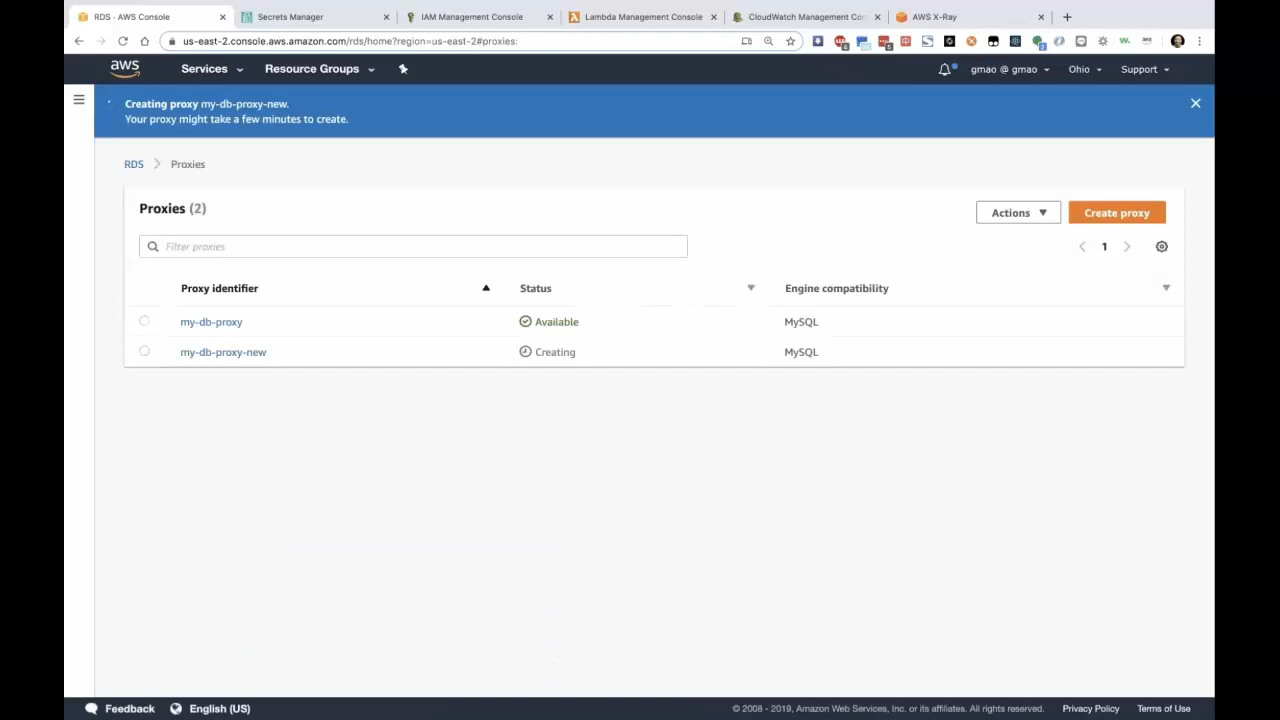 RDS · AWS Console
Secrets Manager
IAM Management Console
Lambda Management Console
CloudWatch Management Con
AWS X-Ray
us-east-2.console.aws.amazon.com/rds/home?region=us-east-2#proxies:
aws
Services
Resource Groups
gmao @ gmao
Ohio
Support
Creating proxy my-db-proxy-new.
Your proxy might take a few minutes to create.
RDS
Proxies
Proxies (2)
Actions
Create proxy
Filter proxies
1
Proxy identifier
Status
Engine compatibility
my-db-proxy
Available
MySQL
my-db-proxy-new
Creating
MySQL
Feedback
English (US)
© 2008 - 2019, Amazon Web Services, Inc. or its affiliates. All rights reserved.
Privacy Policy
Terms of Use